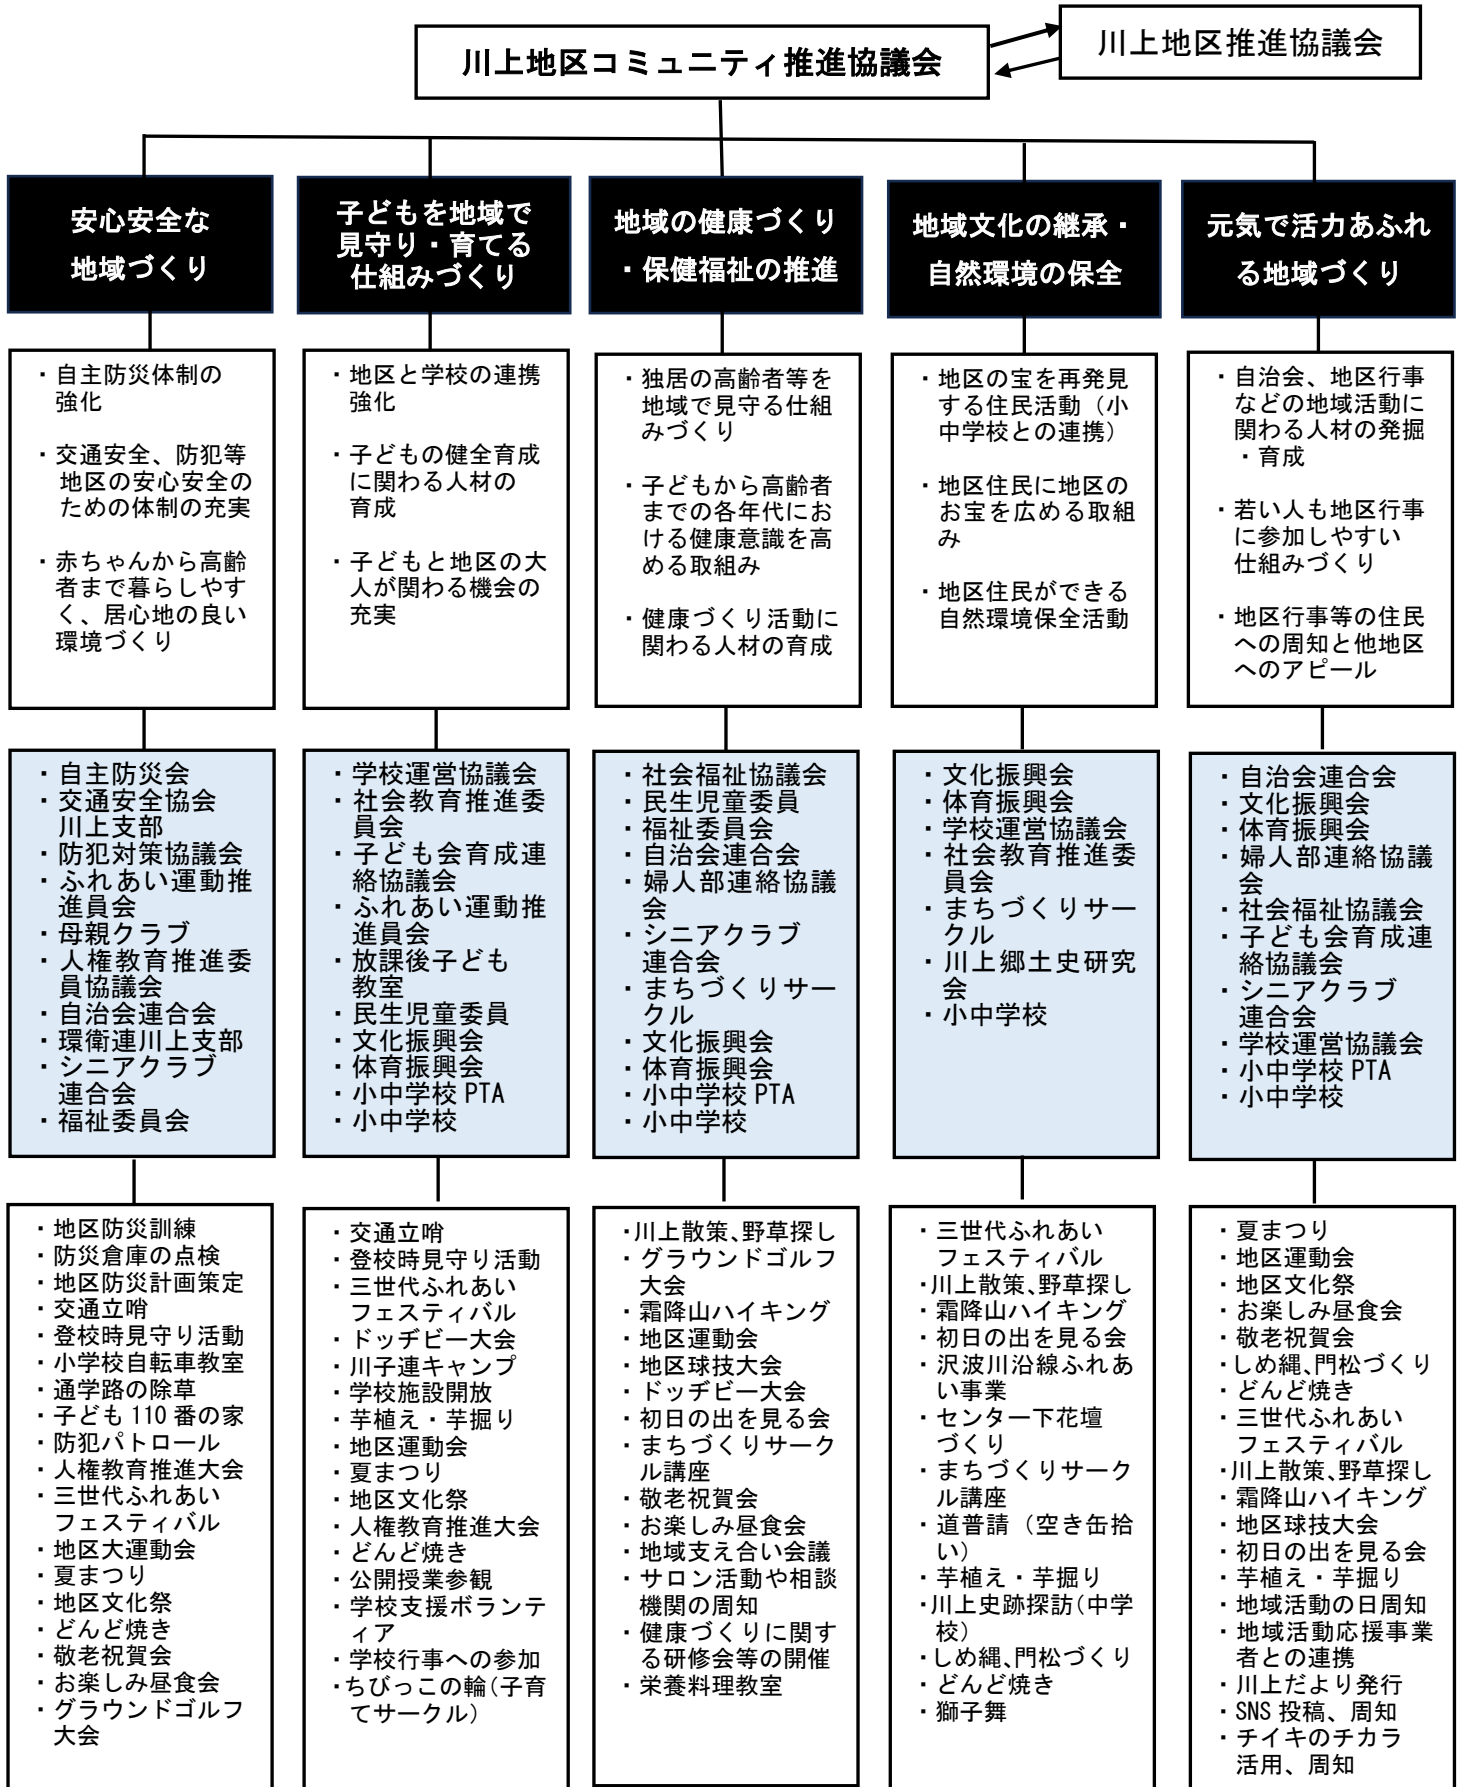 川上地区コミュニティ推進協議会
川上地区推進協議会
安心安全な
地域づくり
子どもを地域で
見守り・育てる
仕組みづくり
地域の健康づくり
・保健福祉の推進
地域文化の継承・
自然環境の保全
元気で活力あふれ
る地域づくり
・自主防災体制の
強化
・交通安全、防犯等
地区の安心安全の
ための体制の充実
・赤ちゃんから高齢
者まで暮らしやす
く、居心地の良い
環境づくり
・地区と学校の連携
強化
・子どもの健全育成
に関わる人材の
育成
・子どもと地区の大
人が関わる機会の
充実
・独居の高齢者等を
地域で見守る仕組
みづくり
・子どもから高齢者
までの各年代にお
ける健康意識を高
める取組み
・健康づくり活動に
関わる人材の育成
・地区の宝を再発見
する住民活動（小
中学校との連携）
・地区住民に地区の
お宝を広める取組
み
・地区住民ができる
自然環境保全活動
・自治会、地区行事
などの地域活動に
関わる人材の発掘
・育成
・若い人も地区行事
に参加しやすい
仕組みづくり
・地区行事等の住民
への周知と他地区
へのアピール
・自主防災会
・交通安全協会
川上支部
・防犯対策協議会
・ふれあい運動推
進員会
・母親クラブ
・人権教育推進委
員協議会
・自治会連合会
・環衛連川上支部
・シニアクラブ
連合会
・福祉委員会
・学校運営協議会
・社会教育推進委
員会
・子ども会育成連
絡協議会
・ふれあい運動推
進員会
・放課後子ども
教室
・民生児童委員
・文化振興会
・体育振興会
・小中学校 PTA
・小中学校
・社会福祉協議会
・民生児童委員
・福祉委員会
・自治会連合会
・婦人部連絡協議
会
・シニアクラブ
連合会
・まちづくりサー
クル
・文化振興会
・体育振興会
・小中学校 PTA
・小中学校
・文化振興会
・体育振興会
・学校運営協議会
・社会教育推進委
員会
・まちづくりサー
クル
・川上郷土史研究
会
・小中学校
・自治会連合会
・文化振興会
・体育振興会
・婦人部連絡協議
会
・社会福祉協議会
・子ども会育成連
絡協議会
・シニアクラブ
連合会
・学校運営協議会
・小中学校 PTA
・小中学校
・地区防災訓練
・防災倉庫の点検
・地区防災計画策定
・交通立哨
・登校時見守り活動
・小学校自転車教室
・通学路の除草
・子ども 110 番の家
・防犯パトロール
・人権教育推進大会
・三世代ふれあい
フェスティバル
・地区大運動会
・夏まつり
・地区文化祭
・どんど焼き
・敬老祝賀会
・お楽しみ昼食会
・グラウンドゴルフ
大会
・交通立哨
・登校時見守り活動
・三世代ふれあい
フェスティバル
・ドッヂビー大会
・川子連キャンプ
・学校施設開放
・芋植え・芋掘り
・地区運動会
・夏まつり
・地区文化祭
・人権教育推進大会
・どんど焼き
・公開授業参観
・学校支援ボランテ
ィア
・学校行事への参加
・ちびっこの輪（子育
てサークル）
・川上散策、野草探し
・グラウンドゴルフ
大会
・霜降山ハイキング
・地区運動会
・地区球技大会
・ドッヂビー大会
・初日の出を見る会
・まちづくりサーク
ル講座
・敬老祝賀会
・お楽しみ昼食会
・地域支え合い会議
・サロン活動や相談
機関の周知
・健康づくりに関す
る研修会等の開催
・栄養料理教室
・三世代ふれあい
フェスティバル
・川上散策、野草探し
・霜降山ハイキング
・初日の出を見る会
・沢波川沿線ふれあ
い事業
・センター下花壇
づくり
・まちづくりサーク
ル講座
・道普請（空き缶拾
い）
・芋植え・芋掘り
・川上史跡探訪（中学
校）
・しめ縄、門松づくり
・どんど焼き
・獅子舞
・夏まつり
・地区運動会
・地区文化祭
・お楽しみ昼食会
・敬老祝賀会
・しめ縄、門松づくり
・どんど焼き
・三世代ふれあい
フェスティバル
・川上散策、野草探し
・霜降山ハイキング
・地区球技大会
・初日の出を見る会
・芋植え・芋掘り
・地域活動の日周知
・地域活動応援事業
者との連携
・川上だより発行
・SNS 投稿、周知
・チイキのチカラ
活用、周知